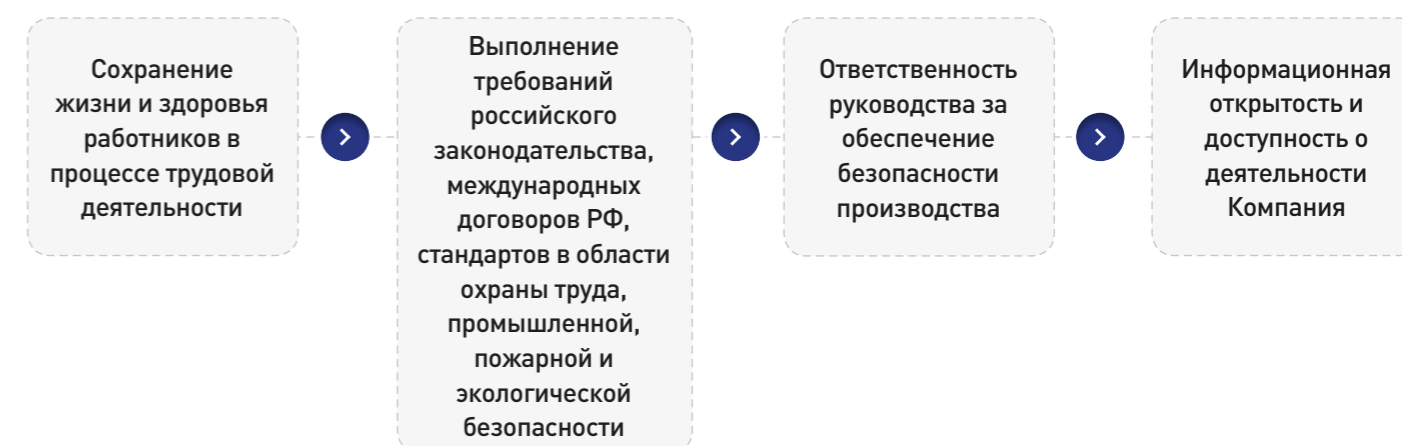 Сохранение
жизни и здоровья
работников в
процессе трудовой
деятельности
Выполнение
требований
российского
законодательства,
международных
договоров РФ,
стандартов в области
охраны труда,
промышленной,
пожарной и
экологической
безопасности
Ответственность
руководства за
обеспечение
безопасности
производства
Информационная
открытость и
доступность о
деятельности
Компания